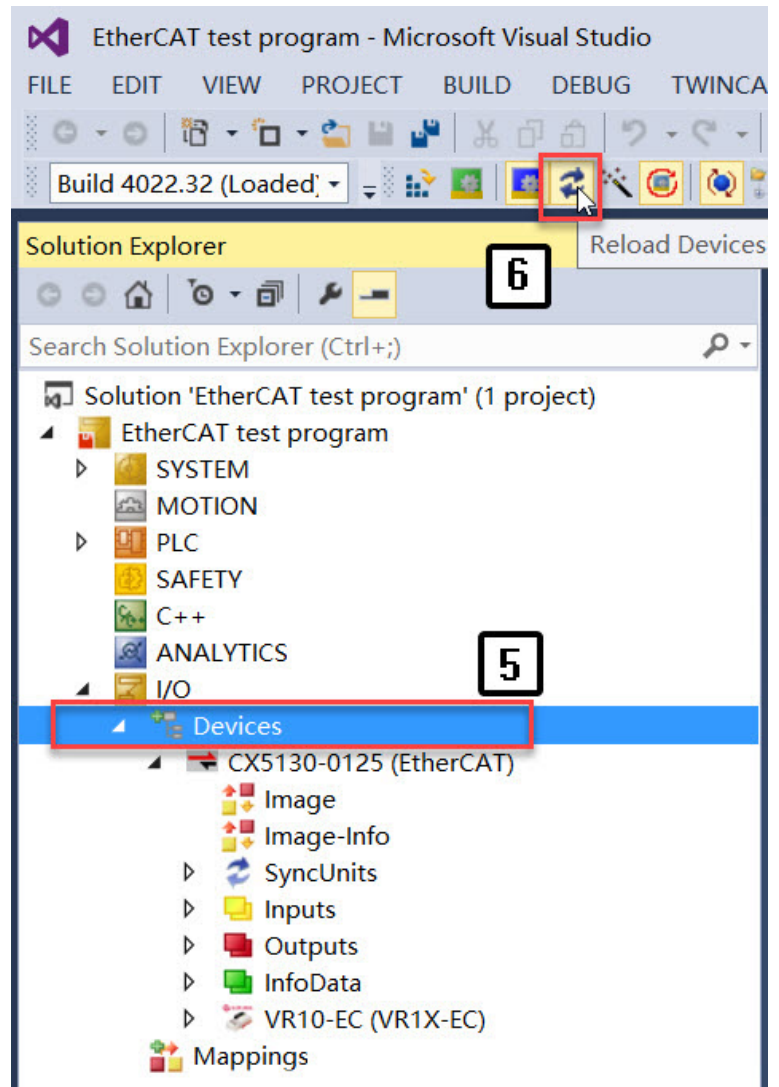 EtherCAT test program - Microsoft Visual Studio
FILE EDIT VIEW PROJECT BUILD DEBUG TWINCA
Build 4022.32 (Loaded)
Solution Explorer
Reload Devices
6
Search Solution Explorer (Ctrl+;)
Solution 'EtherCAT test program' (1 project)
EtherCAT test program
SYSTEM
MOTION
PLC
SAFETY
C++
ANALYTICS
5
I/O
Devices
CX5130-0125 (EtherCAT)
Image
Image-Info
SyncUnits
Inputs
Outputs
InfoData
VR10-EC (VR1X-EC)
Mappings